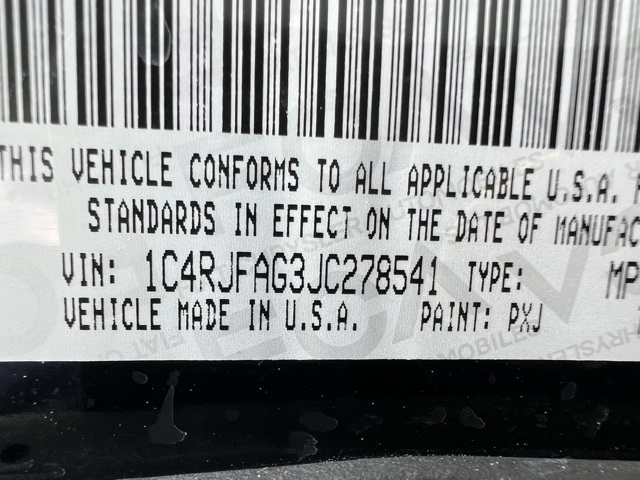 THIS VEHICLE CONFORMS TO ALL APPLICABLE U.S.A.
STANDARDS IN EFFECT ON THE DATE OF MANUFAC
VIN: 1C4RJFAG3JC278541 TYPE: MP
VEHICLE MADE IN U.S.A. PAINT: PXJ